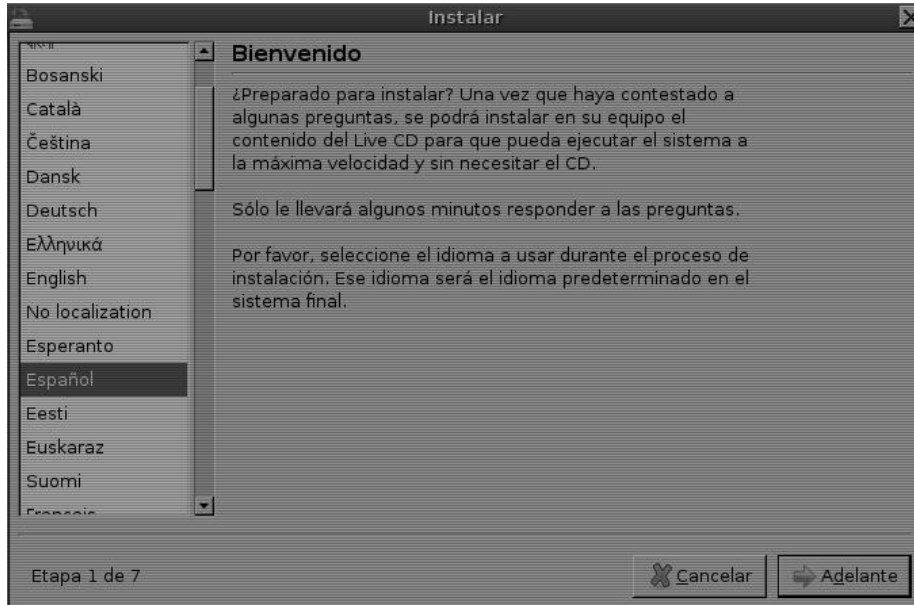 Instalar
Bosanski
Català
Čeština
Dansk
Deutsch
Ελληνικά
English
No localization
Esperanto
Español
Eesti
Euskaraz
Suomi
Bienvenido
¿Preparado para instalar? Una vez que haya contestado a
algunas preguntas, se podrá instalar en su equipo el
contenido del Live CD para que pueda ejecutar el sistema a
la máxima velocidad y sin necesitar el CD.
Sólo le llevará algunos minutos responder a las preguntas.
Por favor, seleccione el idioma a usar durante el proceso de
instalación. Ese idioma será el idioma predeterminado en el
sistema final.
Etapa 1 de 7
Cancelar
Adelante